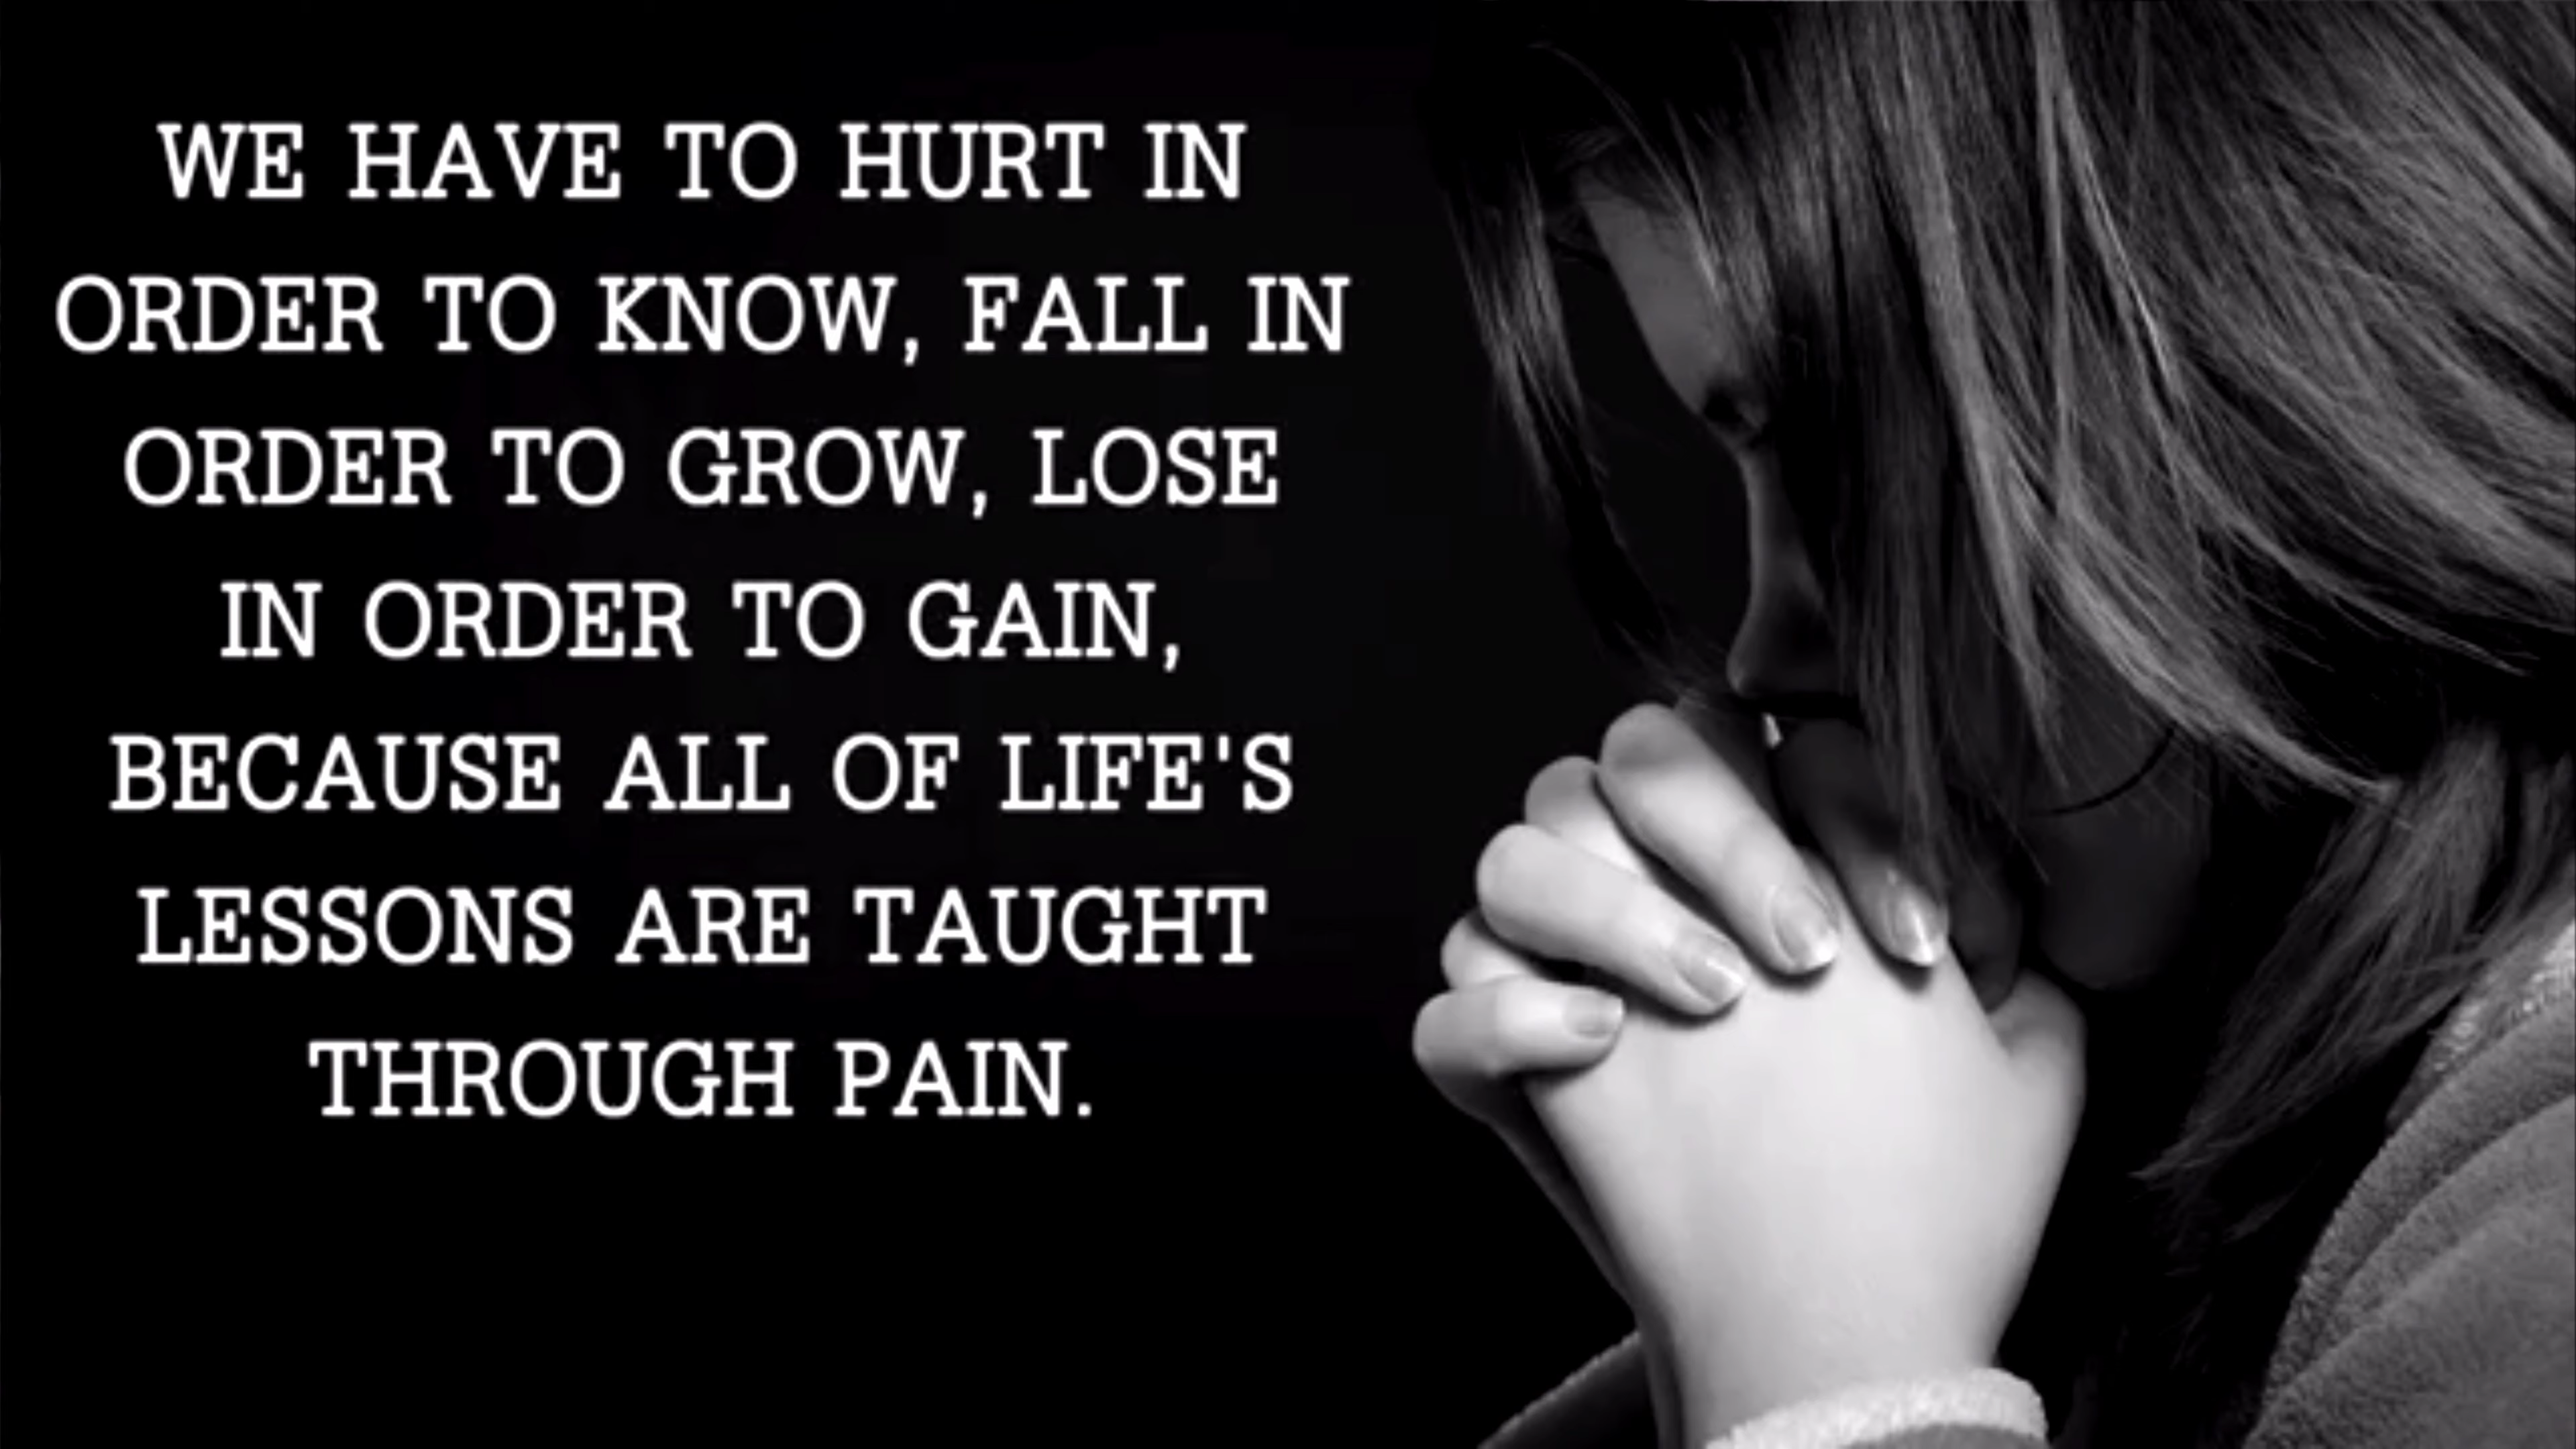 WE HAVE TO HURT IN
ORDER TO KNOW, FALL IN
ORDER TO GROW, LOSE
IN ORDER TO GAIN,
BECAUSE ALL OF LIFE'S
LESSONS ARE TAUGHT
THROUGH PAIN.